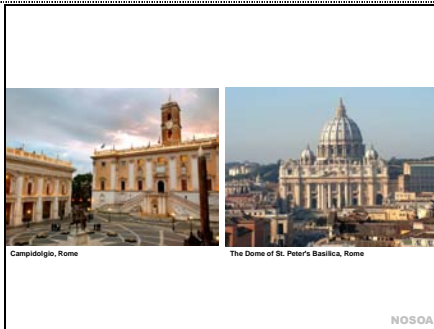 Campidolgio, Rome
The Dome of St. Peter's Basilica, Rome
NOSOA